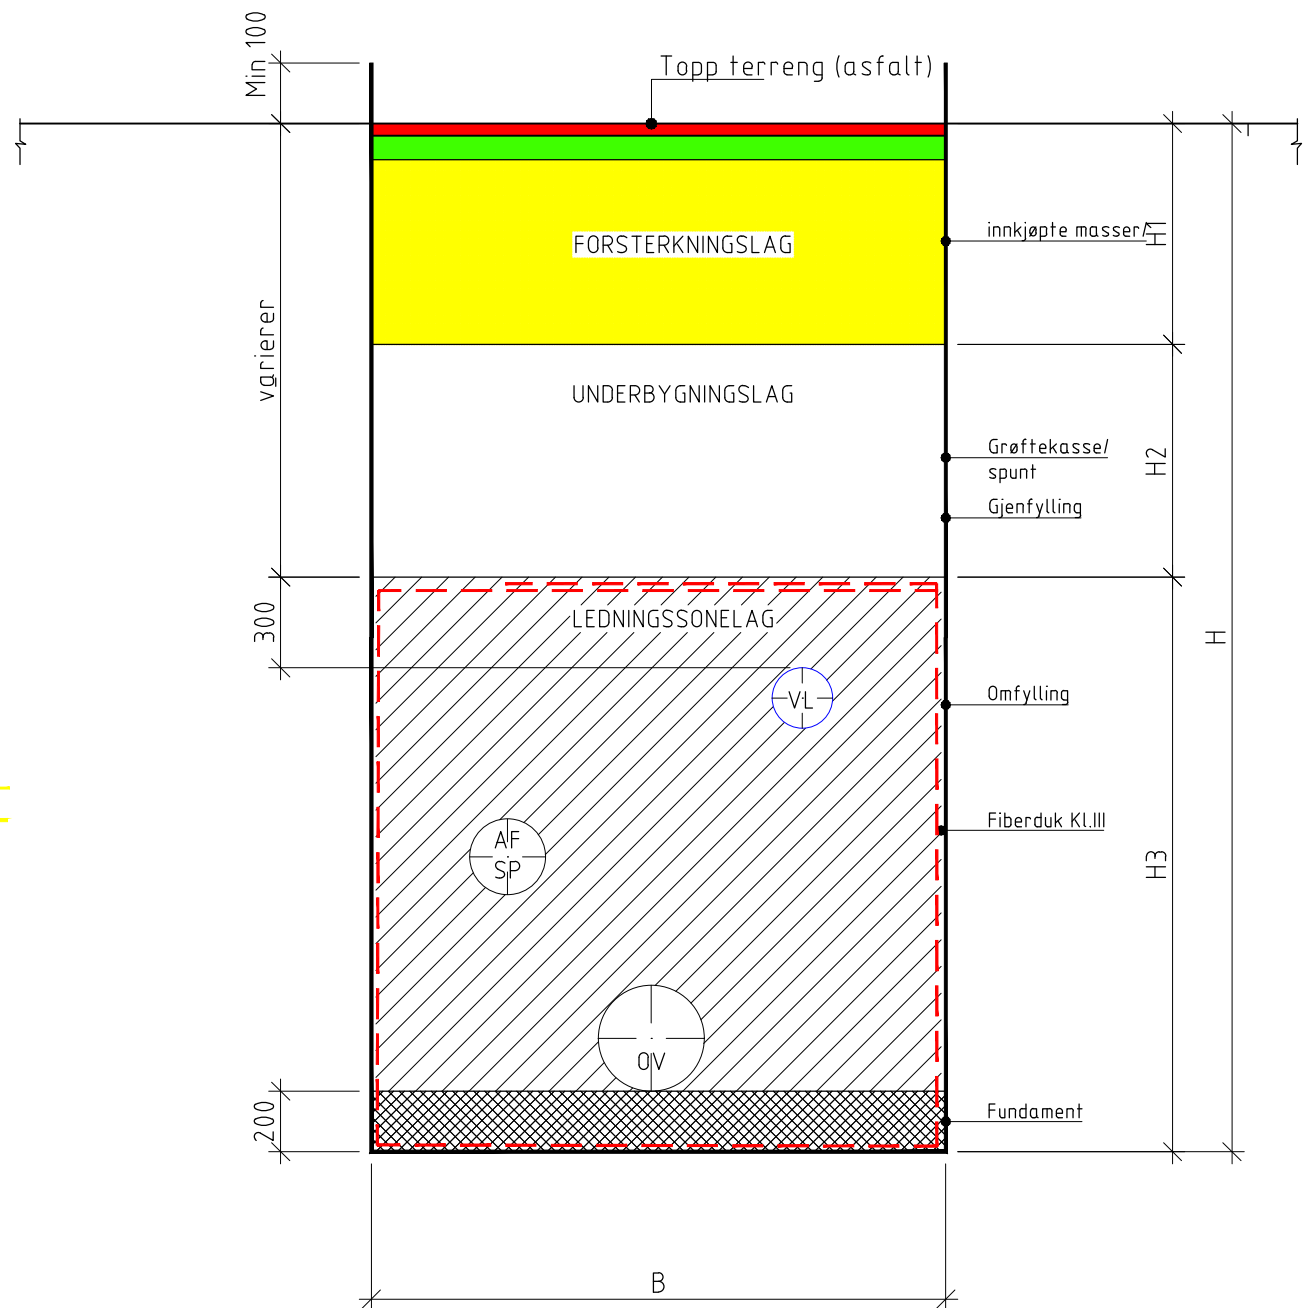 Min 100
Topp terreng (asfalt)
FORSTERKNINGSLAG
innkjøpte masser/
H1
varierer
UNDERBYGNINGSLAG
Grøftekasse/
spunt
H2
Gjenfylling
300
LEDNINGSSONELAG
H
VL
Omfylling
AF
SP
Fiberduk Kl.III
H3
OV
200
Fundament
B